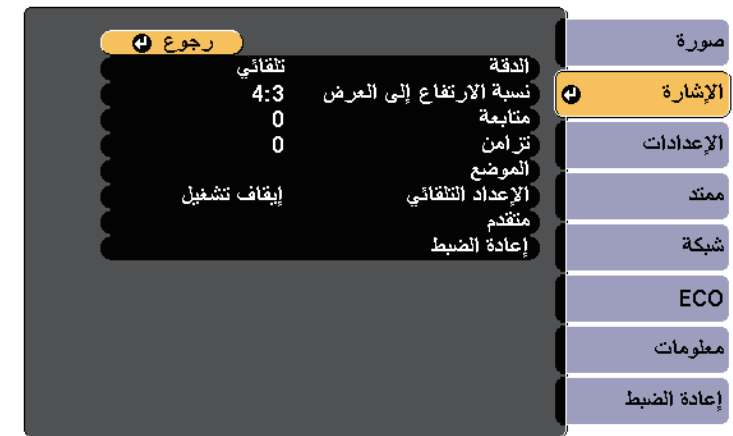 صورة
الإشارة
الإعدادات
ممتد
شبكة
ECO
معلومات
إعادة الضبط
رجوع
الدقة تلقائي
نسبة الارتفاع إلى العرض 4:3
متابعة 0
تزامن 0
الموضع
الإعداد التلقائي إيقاف تشغيل
متقدم
إعادة الضبط